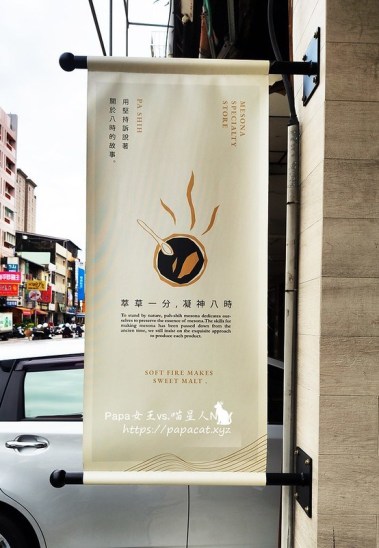 MESONA
SPECIALTY
STORE
PA SHIH
用堅持訴說著
關於八時的故事。
萃草一分,凝神八時
To stand by nature, pah-shih mesona dedicates our-
selves to preserve the essence of mesona. The skills for
making mesona has been passed down from the
ancient time, we still insist on the exquisite approach
to produce each product.
SOFT FIRE MAKES
SWEET MALT .
Papa女王vs.喵星人N
https://papacat.xyz